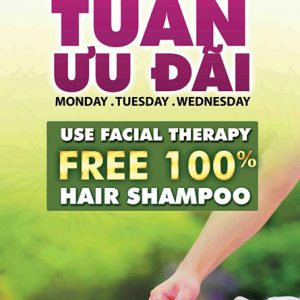 TUẦN
ƯU ĐÃI
MONDAY . TUESDAY . WEDNESDAY
USE FACIAL THERAPY
FREE 100%
HAIR SHAMPOO